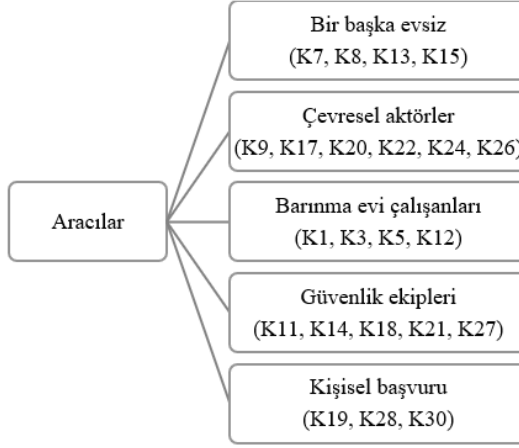 Bir başka evsiz
(K7, K8, K13, K15)
Çevresel aktörler
(K9, K17, K20, K22, K24, K26)
Aracılar
Barınma evi çalışanları
(K1, K3, K5, K12)
Güvenlik ekipleri
(K11, K14, K18, K21, K27)
Kişisel başvuru
(K19, K28, K30)